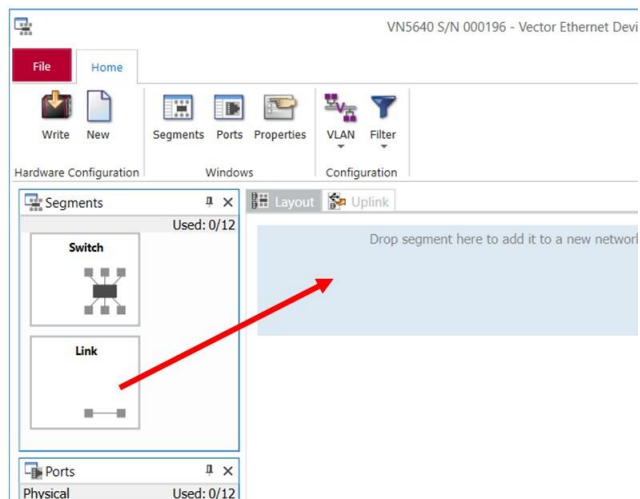 VN5640 S/N 000196 - Vector Ethernet Devi
File
Home
Write
New
Segments
Ports
Properties
VLAN
Filter
Hardware Configuration
Windows
Configuration
Segments
Used: 0/12
Switch
Link
Layout
Uplink
Drop segment here to add it to a new network
Ports
Physical
Used: 0/12